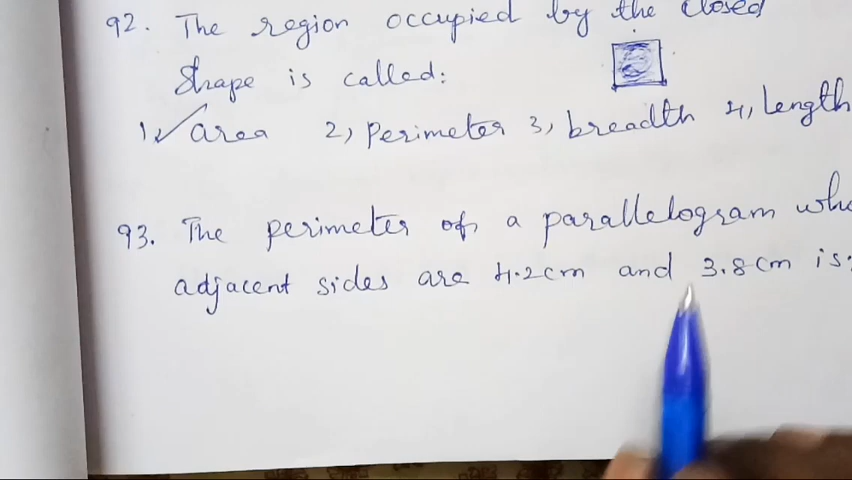 92. The region occupied by the closed
shape is called:
1, area 2, perimeter 3, breadth 4, length
93. The perimeter of a parallelogram
adjacent sides are 4.2cm and 3.8cm is: